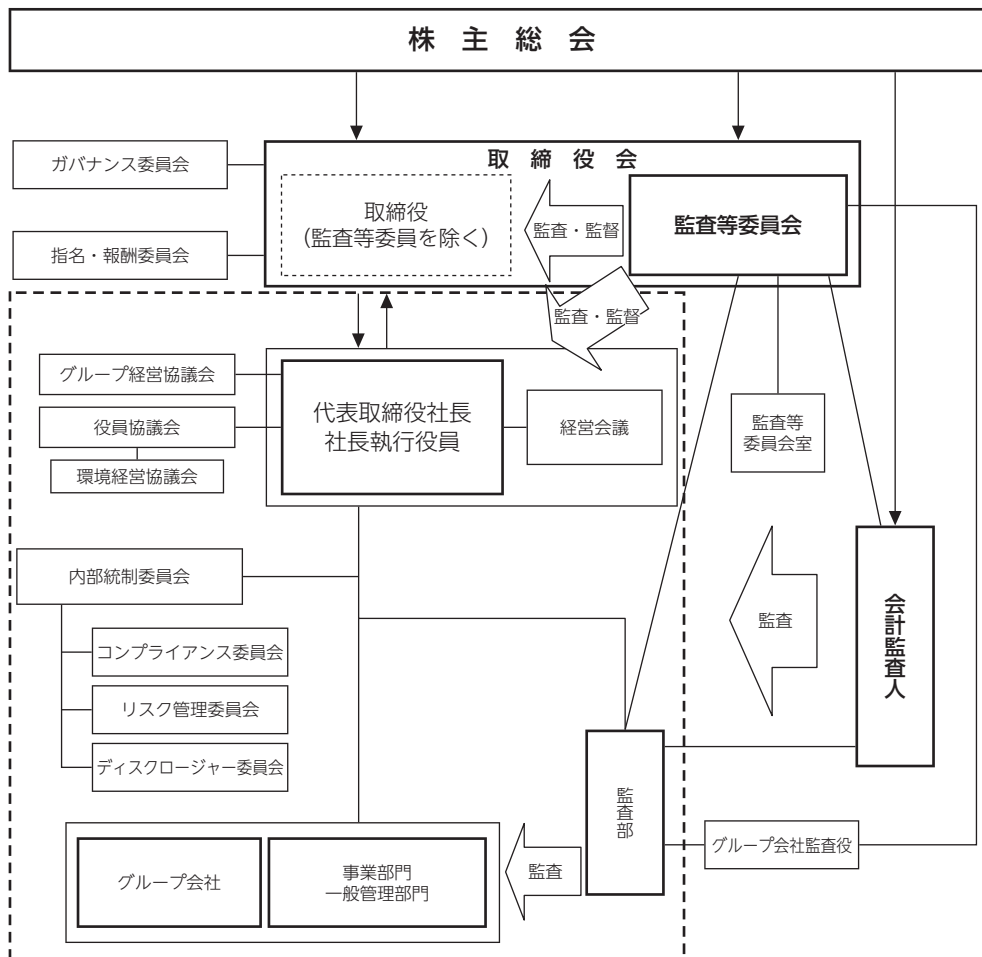 株主総会
取締役会
ガバナンス委員会
指名・報酬委員会
取締役
(監査等委員を除く)
監査・監督
監査等委員会
監査・監督
グループ経営協議会
役員協議会
環境経営協議会
代表取締役社長
社長執行役員
経営会議
監査等
委員会室
内部統制委員会
コンプライアンス委員会
リスク管理委員会
ディスクロージャー委員会
監査
会計監査人
監査部
グループ会社監査役
グループ会社
事業部門
一般管理部門
監査